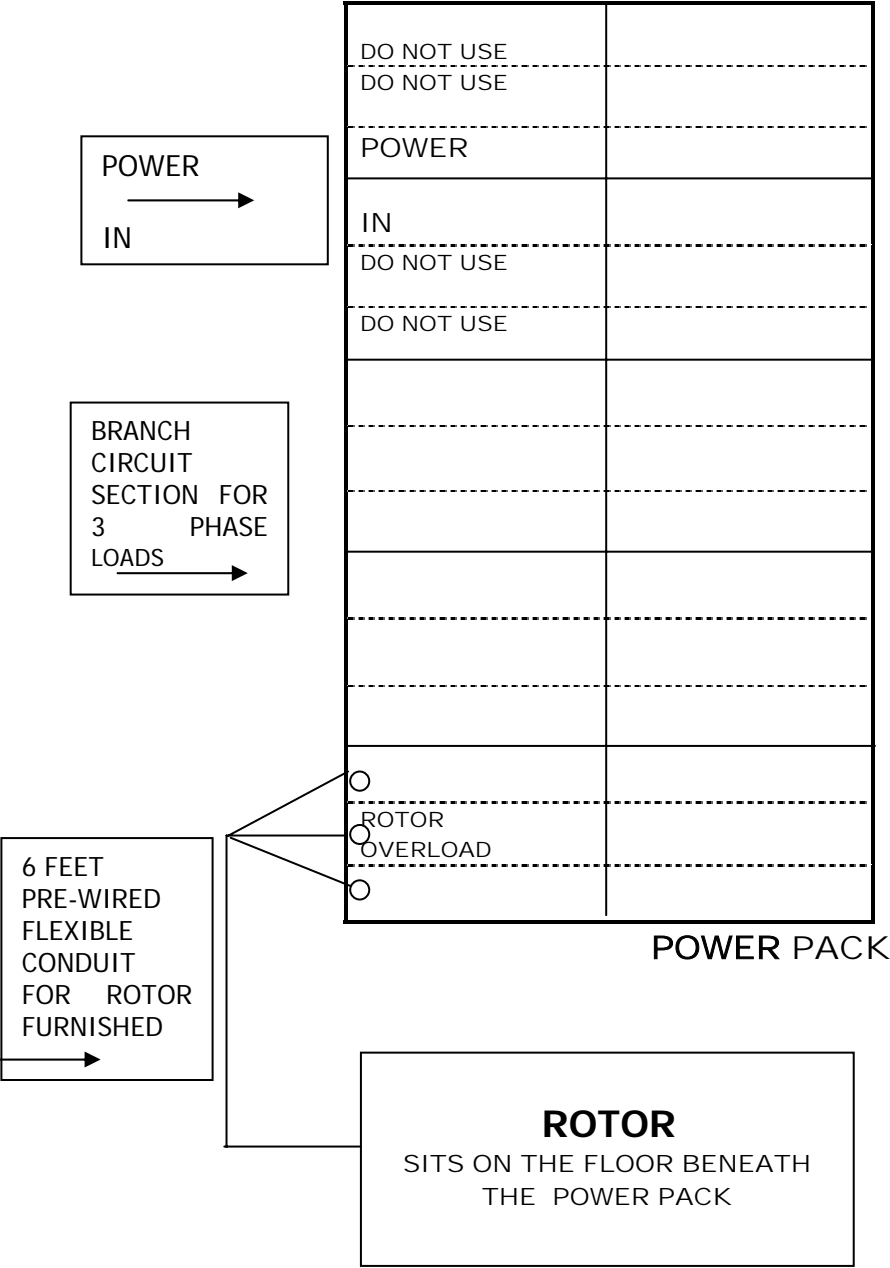 DO NOT USE
DO NOT USE
POWER
IN
DO NOT USE
DO NOT USE
POWER
IN
BRANCH
CIRCUIT
SECTION FOR
3 PHASE
LOADS
ROTOR
OVERLOAD
6 FEET
PRE-WIRED
FLEXIBLE
CONDUIT
FOR ROTOR
FURNISHED
POWER PACK
ROTOR
SITS ON THE FLOOR BENEATH
THE POWER PACK